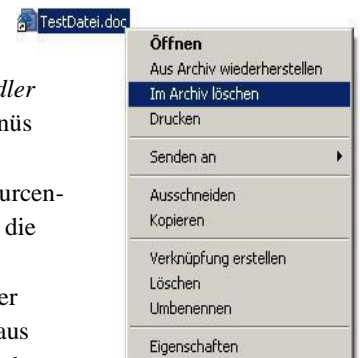 TestDatei.doc
Öffnen
Aus Archiv wiederherstellen
Im Archiv löschen
Drucken
Senden an
Ausschneiden
Kopieren
Verknüpfung erstellen
Löschen
Umbenennen
Eigenschaften
dler
nüs
urcen-
die
er
aus